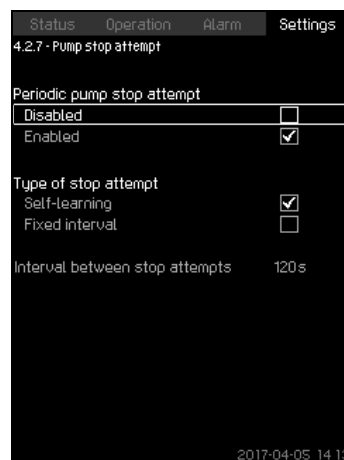 Status Operation Alarm Settings
4.2.7 - Pump stop attempt
Periodic pump stop attempt
Disabled
Enabled
Type of stop attempt
Self-learning
Fixed interval
Interval between stop attempts 120s
2017-04-05 14:13